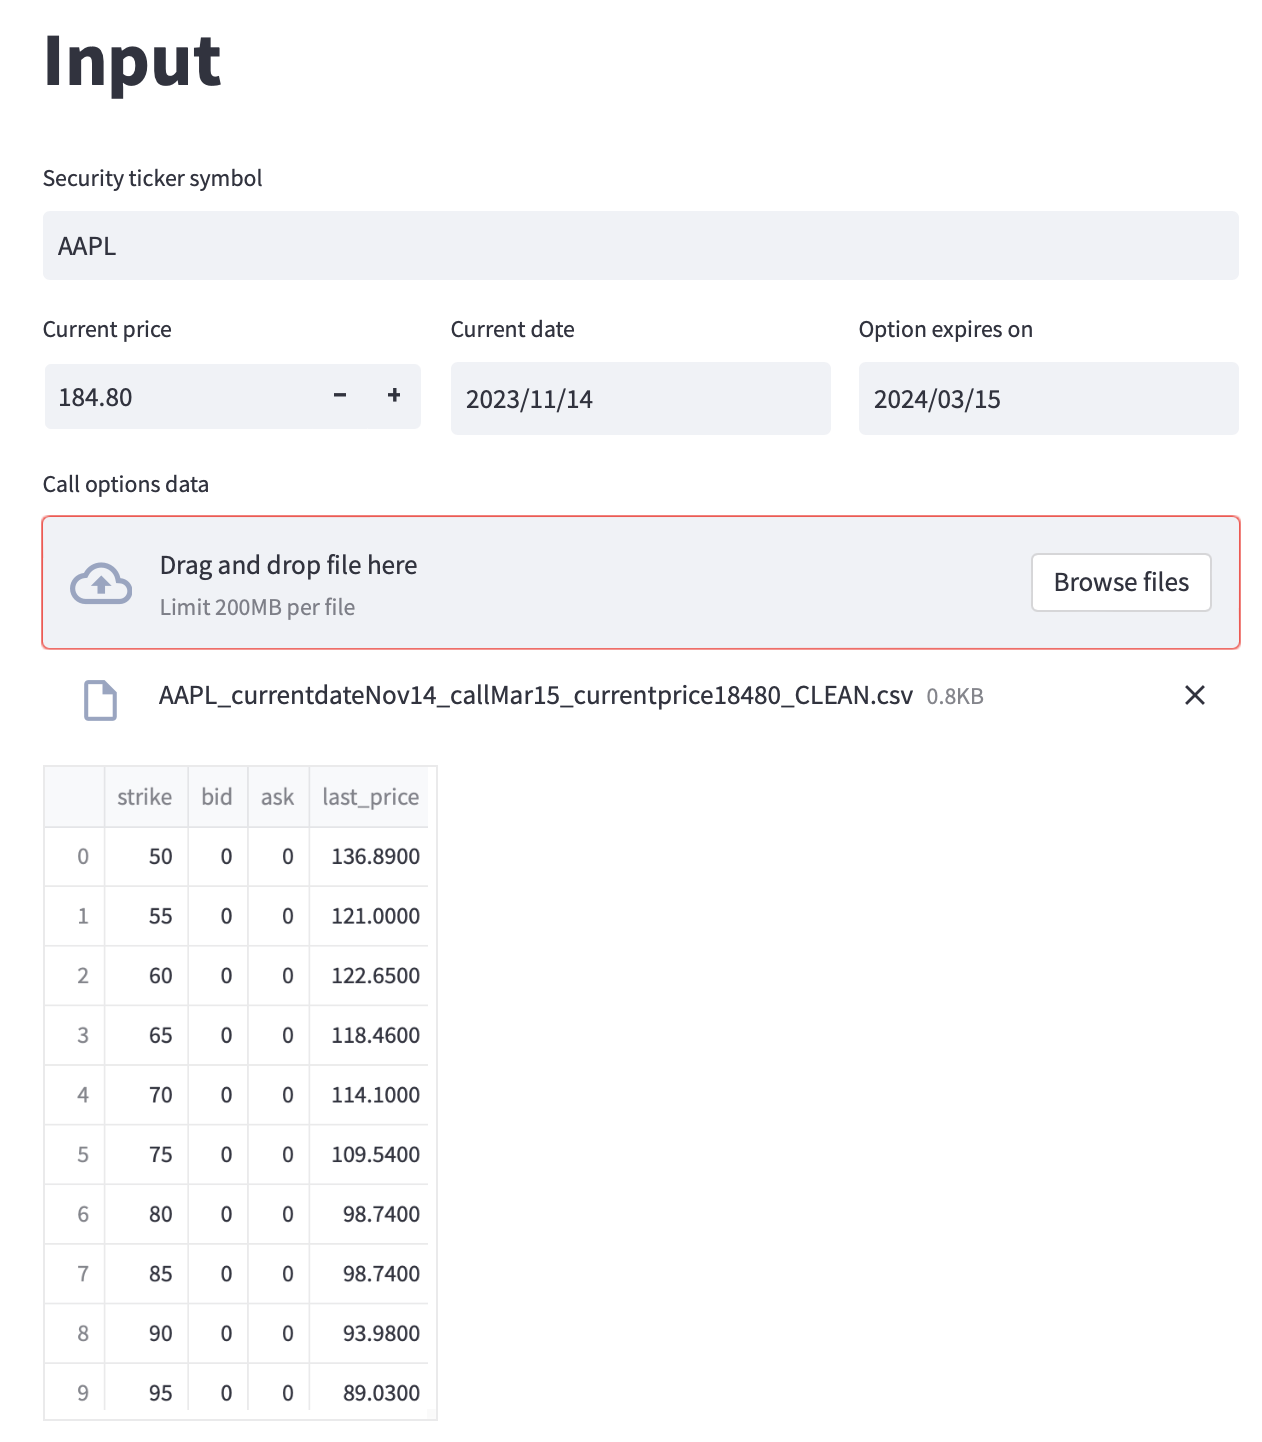 Input
Security ticker symbol
AAPL
Current price Current date Option expires on
184.80 − + 2023/11/14 2024/03/15
Call options data
Drag and drop file here
Limit 200MB per file
Browse files
AAPL_currentdateNov14_callMar15_currentprice18480_CLEAN.csv 0.8KB
strike bid ask last_price
0 50 0 0 136.8900
1 55 0 0 121.0000
2 60 0 0 122.6500
3 65 0 0 118.4600
4 70 0 0 114.1000
5 75 0 0 109.5400
6 80 0 0 98.7400
7 85 0 0 98.7400
8 90 0 0 93.9800
9 95 0 0 89.0300